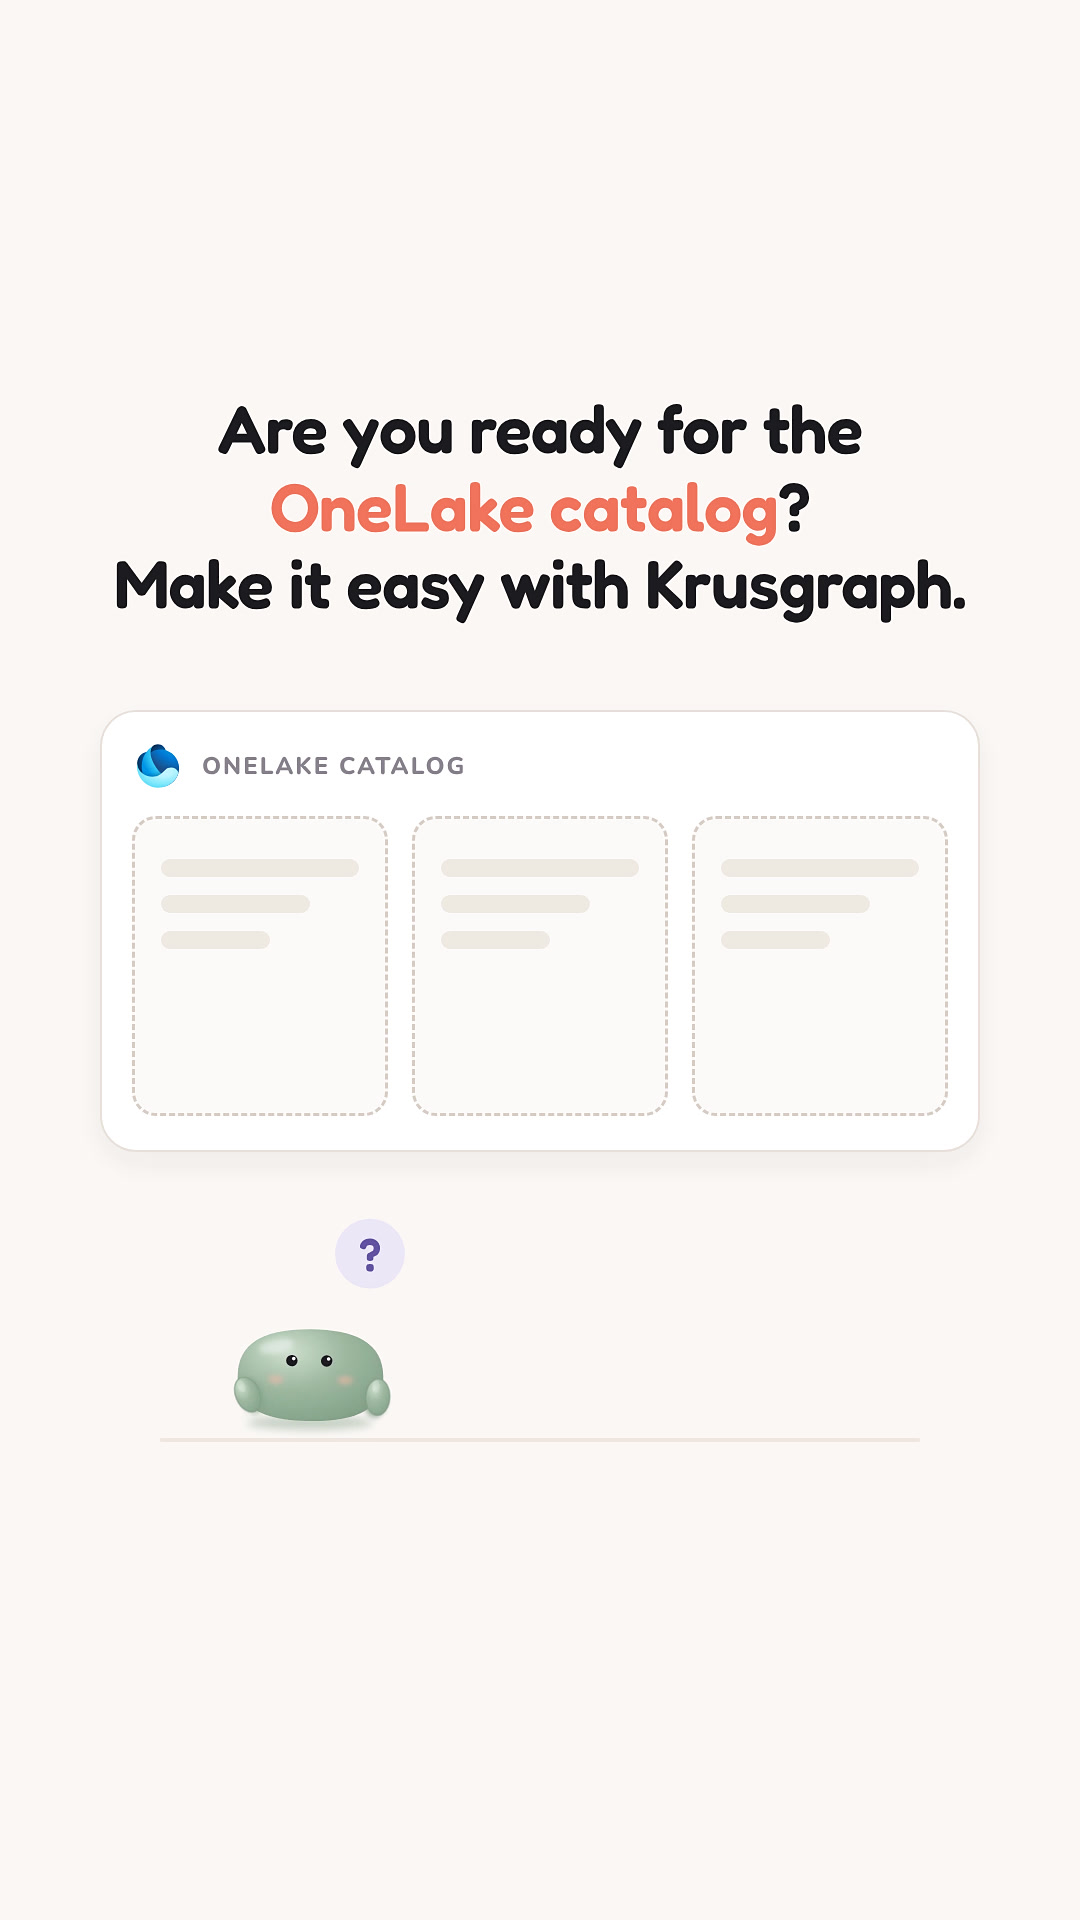 Are you ready for the
OneLake catalog?
Make it easy with Krusgraph.
ONELAKE CATALOG
?